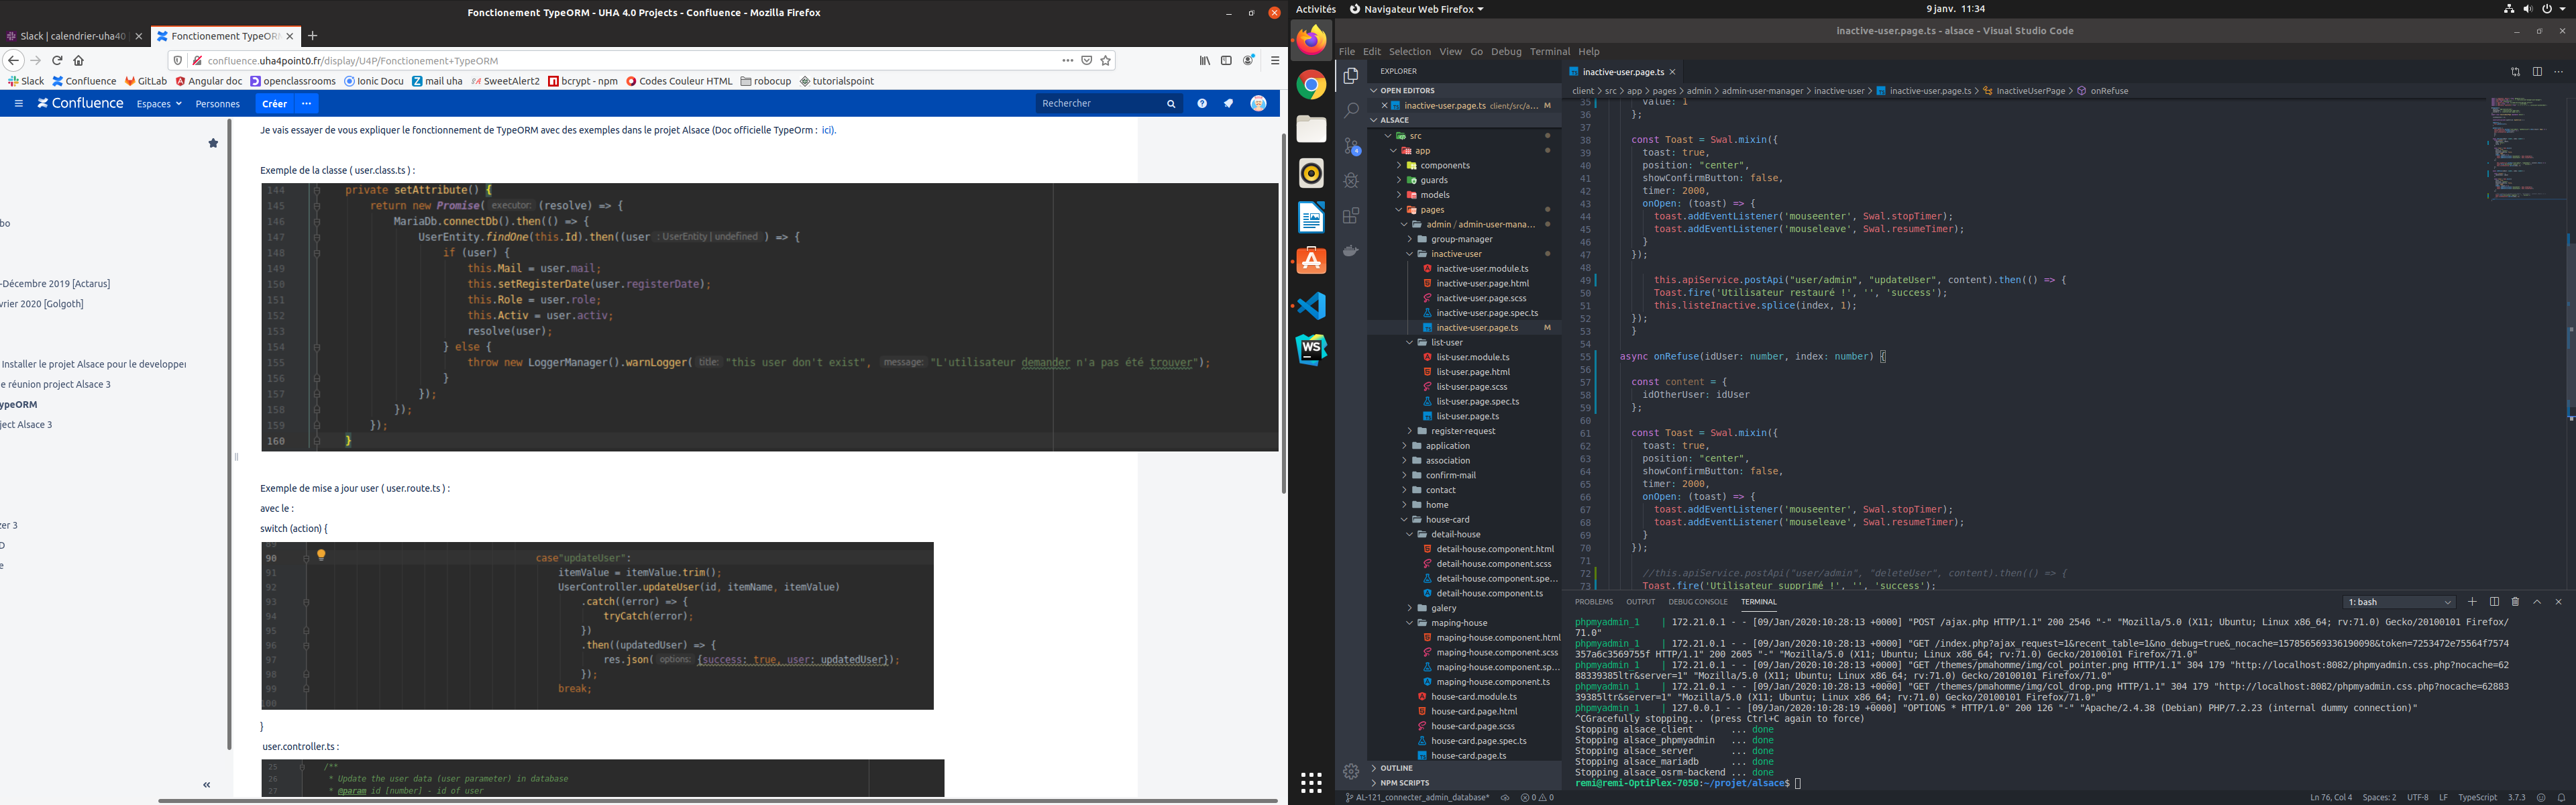 Fonctionement TypeORM - UHA 4.0 Projects - Confluence - Mozilla Firefox
Slack | calendrier-uha40
Fonctionement TypeOR
confluence.uha4point0.fr/display/U4P/Fonctionement+TypeORM
Slack Confluence GitLab Angular doc openclassrooms Ionic Docu mail uha SweetAlert2 bcrypt - npm Codes Couleur HTML robocup tutorialspoint
Confluence Espaces Personnes Créer ··· Rechercher
bo
-Décembre 2019 [Actarus]
vrier 2020 [Golgoth]
Installer le projet Alsace pour le developper
e réunion project Alsace 3
ypeORM
ject Alsace 3
zer 3
D
e
Je vais essayer de vous expliquer le fonctionnement de TypeORM avec des exemples dans le projet Alsace (Doc officielle TypeOrm : ici).
Exemple de la classe ( user.class.ts ) :
144 private setAttribute() {
145 return new Promise( executor: (resolve) => {
146 MariaDb.connectDb().then(() => {
147 UserEntity.findOne(this.Id).then((user : UserEntity | undefined ) => {
148 if (user) {
149 this.Mail = user.mail;
150 this.setRegisterDate(user.registerDate);
151 this.Role = user.role;
152 this.Activ = user.activ;
153 resolve(user);
154 } else {
155 throw new LoggerManager().warnLogger( title: "this user don't exist", message: "L'utilisateur demander n'a pas été trouver");
156 }
157 });
158 });
159 });
160 }
Exemple de mise a jour user ( user.route.ts ) :
avec le :
switch (action) {
89
90 case"updateUser":
91 itemValue = itemValue.trim();
92 UserController.updateUser(id, itemName, itemValue)
93 .catch((error) => {
94 tryCatch(error);
95 })
96 .then((updatedUser) => {
97 res.json( options: {success: true, user: updatedUser});
98 });
99 break;
100
}
user.controller.ts :
25 /**
26 * Update the user data (user parameter) in database
27 * @param id [number] - id of user
Activités Navigateur Web Firefox 9 janv. 11:34
inactive-user.page.ts - alsace - Visual Studio Code
File Edit Selection View Go Debug Terminal Help
EXPLORER
OPEN EDITORS
inactive-user.page.ts client/src/a... M
ALSACE
src
app
components
guards
models
pages
admin / admin-user-mana...
group-manager
inactive-user
inactive-user.module.ts
inactive-user.page.html
inactive-user.page.scss
inactive-user.page.spec.ts
inactive-user.page.ts M
list-user
list-user.module.ts
list-user.page.html
list-user.page.scss
list-user.page.spec.ts
list-user.page.ts
register-request
application
association
confirm-mail
contact
home
house-card
detail-house
detail-house.component.html
detail-house.component.scss
detail-house.component.spe...
detail-house.component.ts
galery
maping-house
maping-house.component.html
maping-house.component.scss
maping-house.component.sp...
maping-house.component.ts
house-card.module.ts
house-card.page.html
house-card.page.scss
house-card.page.spec.ts
house-card.page.ts
OUTLINE
NPM SCRIPTS
inactive-user.page.ts
client > src > app > pages > admin > admin-user-manager > inactive-user > inactive-user.page.ts > InactiveUserPage > onRefuse
35 value: 1
36 };
37
38 const Toast = Swal.mixin({
39 toast: true,
40 position: "center",
41 showConfirmButton: false,
42 timer: 2000,
43 onOpen: (toast) => {
44 toast.addEventListener('mouseenter', Swal.stopTimer);
45 toast.addEventListener('mouseleave', Swal.resumeTimer);
46 }
47 });
48
49 this.apiService.postApi("user/admin", "updateUser", content).then(() => {
50 Toast.fire('Utilisateur restauré !', '', 'success');
51 this.listeInactive.splice(index, 1);
52 });
53 }
54
55 async onRefuse(idUser: number, index: number) {
56
57 const content = {
58 idOtherUser: idUser
59 };
60
61 const Toast = Swal.mixin({
62 toast: true,
63 position: "center",
64 showConfirmButton: false,
65 timer: 2000,
66 onOpen: (toast) => {
67 toast.addEventListener('mouseenter', Swal.stopTimer);
68 toast.addEventListener('mouseleave', Swal.resumeTimer);
69 }
70 });
71
72 //this.apiService.postApi("user/admin", "deleteUser", content).then(() => {
73 Toast.fire('Utilisateur supprimé !', '', 'success');
PROBLEMS OUTPUT DEBUG CONSOLE TERMINAL 1: bash
phpmyadmin_1 | 172.21.0.1 - - [09/Jan/2020:10:28:13 +0000] "POST /ajax.php HTTP/1.1" 200 2546 "-" "Mozilla/5.0 (X11; Ubuntu; Linux x86_64; rv:71.0) Gecko/20100101 Firefox/
71.0"
phpmyadmin_1 | 172.21.0.1 - - [09/Jan/2020:10:28:13 +0000] "GET /index.php?ajax_request=1&recent_table=1&no_debug=true&_nocache=157856569336190098&token=7253472e75564f7574
357a6c3569755f HTTP/1.1" 200 2605 "-" "Mozilla/5.0 (X11; Ubuntu; Linux x86_64; rv:71.0) Gecko/20100101 Firefox/71.0"
phpmyadmin_1 | 172.21.0.1 - - [09/Jan/2020:10:28:13 +0000] "GET /themes/pmahomme/img/col_pointer.png HTTP/1.1" 304 179 "http://localhost:8082/phpmyadmin.css.php?nocache=62
88339385ltr&server=1" "Mozilla/5.0 (X11; Ubuntu; Linux x86_64; rv:71.0) Gecko/20100101 Firefox/71.0"
phpmyadmin_1 | 172.21.0.1 - - [09/Jan/2020:10:28:13 +0000] "GET /themes/pmahomme/img/col_drop.png HTTP/1.1" 304 179 "http://localhost:8082/phpmyadmin.css.php?nocache=62883
39385ltr&server=1" "Mozilla/5.0 (X11; Ubuntu; Linux x86_64; rv:71.0) Gecko/20100101 Firefox/71.0"
phpmyadmin_1 | 127.0.0.1 - - [09/Jan/2020:10:28:19 +0000] "OPTIONS * HTTP/1.0" 200 126 "-" "Apache/2.4.38 (Debian) PHP/7.2.23 (internal dummy connection)"
^CGracefully stopping... (press Ctrl+C again to force)
Stopping alsace_client ... done
Stopping alsace_phpmyadmin ... done
Stopping alsace_server ... done
Stopping alsace_mariadb ... done
Stopping alsace_osrm-backend ... done
remi@remi-OptiPlex-7050:~/projet/alsace$
AL-121_connecter_admin_database* 0 0 Ln 76, Col 4 Spaces: 2 UTF-8 LF TypeScript 3.7.3